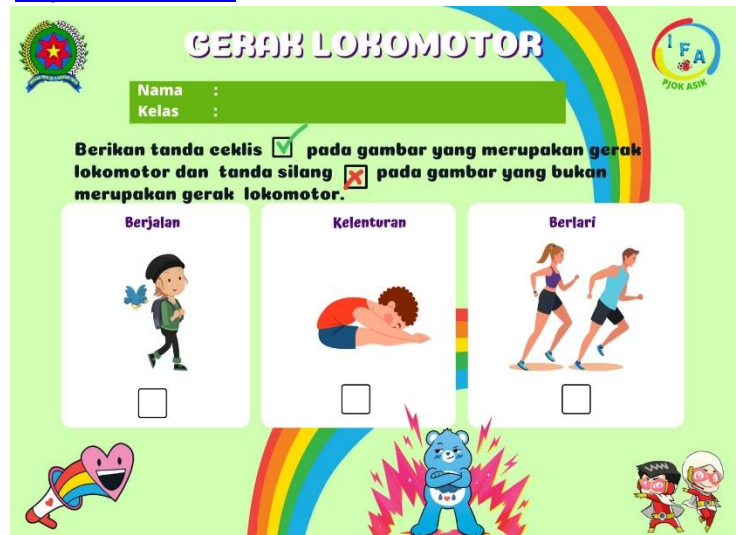 GERAK LOKOMOTOR
IFA
PJOK ASIK
Nama :
Kelas :
Berikan tanda ceklis pada gambar yang merupakan gerak
lokomotor dan tanda silang pada gambar yang bukan
merupakan gerak lokomotor.
Berjalan
Kelenturan
Berlari